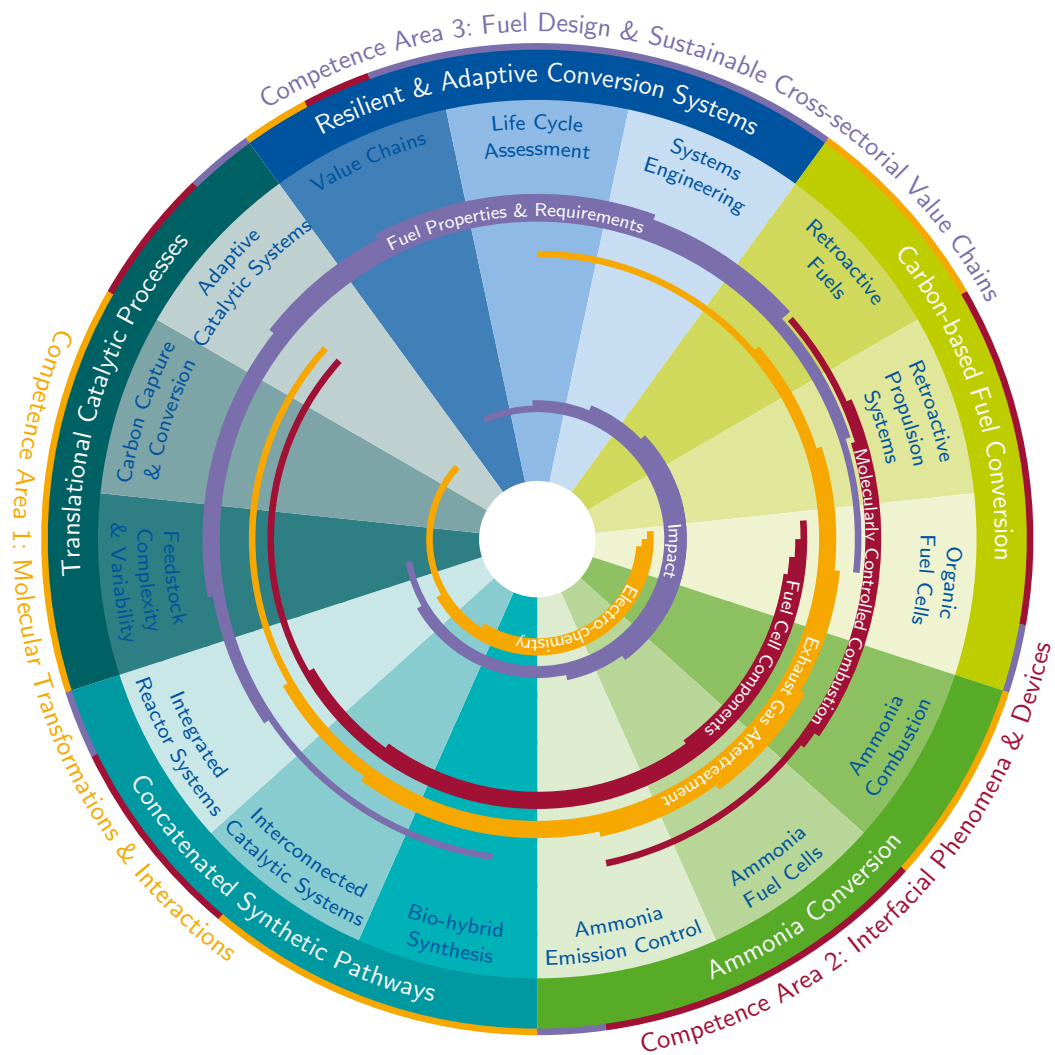 Competence Area 3: Fuel Design & Sustainable Cross-sectorial Value Chains
Resilient & Adaptive Conversion Systems
Value Chains
Life Cycle
Assessment
Systems
Engineering
Carbon-based Fuel Conversion
Retroactive
Fuels
Retroactive
Propulsion
Systems
Organic
Fuel Cells
Competence Area 2: Interfacial Phenomena & Devices
Ammonia Conversion
Ammonia
Combustion
Ammonia
Fuel Cells
Ammonia
Emission Control
Competence Area 1: Molecular Transformations & Interactions
Concatenated Synthetic Pathways
Bio-hybrid
Synthesis
Interconnected
Catalytic Systems
Integrated
Reactor Systems
Translational Catalytic Processes
Feedstock
Complexity
& Variability
Carbon Capture
& Conversion
Adaptive
Catalytic Systems
Fuel Properties & Requirements
Molecularly Controlled Combustion
Exhaust Gas Aftertreatment
Fuel Cell Components
Impact
Electro-chemistry